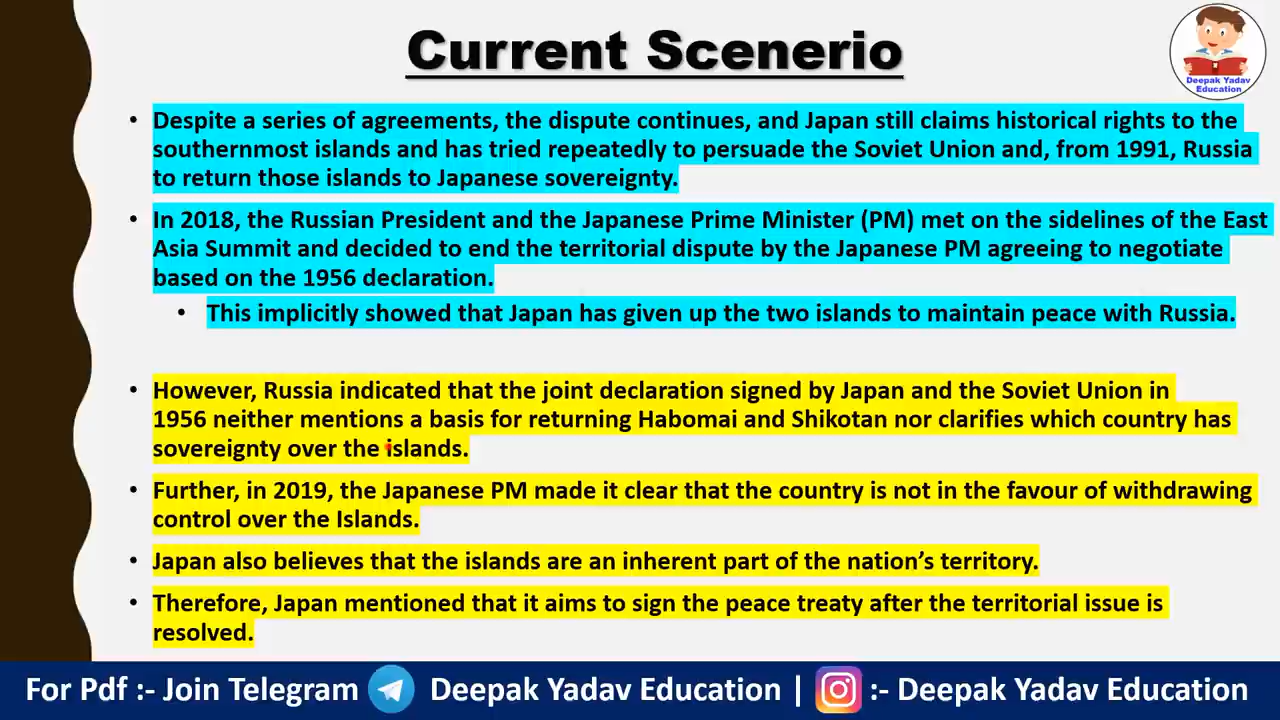 Current Scenerio
Deepak Yadav
Education
• Despite a series of agreements, the dispute continues, and Japan still claims historical rights to the
southernmost islands and has tried repeatedly to persuade the Soviet Union and, from 1991, Russia
to return those islands to Japanese sovereignty.
• In 2018, the Russian President and the Japanese Prime Minister (PM) met on the sidelines of the East
Asia Summit and decided to end the territorial dispute by the Japanese PM agreeing to negotiate
based on the 1956 declaration.
• This implicitly showed that Japan has given up the two islands to maintain peace with Russia.
• However, Russia indicated that the joint declaration signed by Japan and the Soviet Union in
1956 neither mentions a basis for returning Habomai and Shikotan nor clarifies which country has
sovereignty over the islands.
• Further, in 2019, the Japanese PM made it clear that the country is not in the favour of withdrawing
control over the Islands.
• Japan also believes that the islands are an inherent part of the nation’s territory.
• Therefore, Japan mentioned that it aims to sign the peace treaty after the territorial issue is
resolved.
For Pdf :- Join Telegram Deepak Yadav Education | :- Deepak Yadav Education